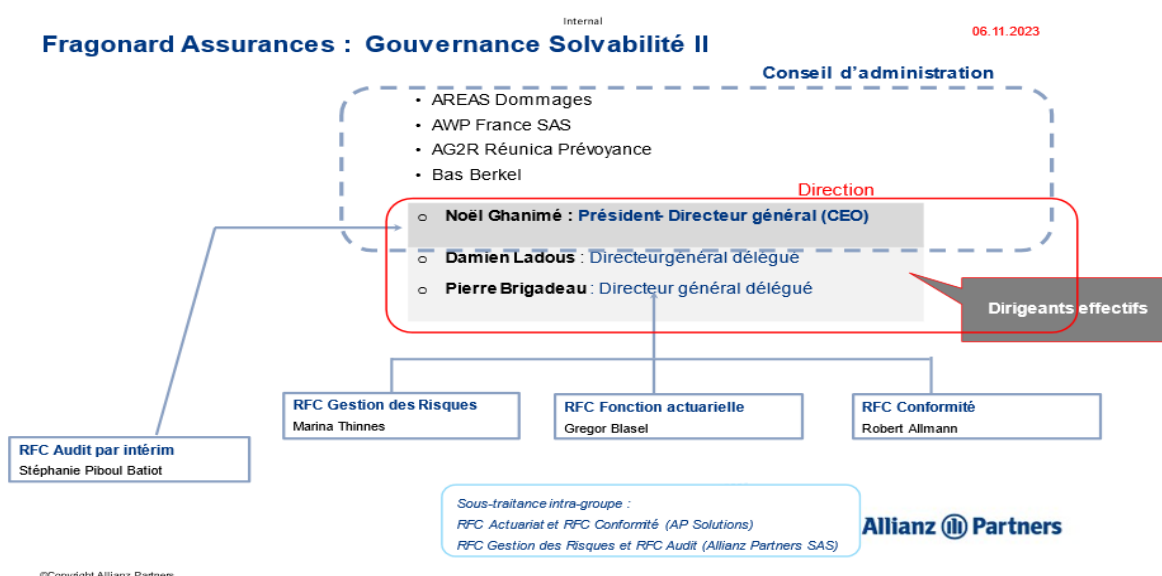 Internal
Fragonard Assurances : Gouvernance Solvabilité II
06.11.2023
Conseil d'administration
• AREAS Dommages
• AWP France SAS
• AG2R Réunica Prévoyance
• Bas Berkel
Direction
o Noël Ghanimé : Président- Directeur général (CEO)
o Damien Ladous : Directeurgénéral délégué
o Pierre Brigadeau : Directeur général délégué
Dirigeants effectifs
RFC Gestion des Risques
Marina Thinnes
RFC Fonction actuarielle
Gregor Blasel
RFC Conformité
Robert Allmann
RFC Audit par intérim
Stéphanie Piboul Batiot
Sous-traitance intra-groupe :
RFC Actuariat et RFC Conformité (AP Solutions)
RFC Gestion des Risques et RFC Audit (Allianz Partners SAS)
Allianz Partners
©Copyright Allianz Partners